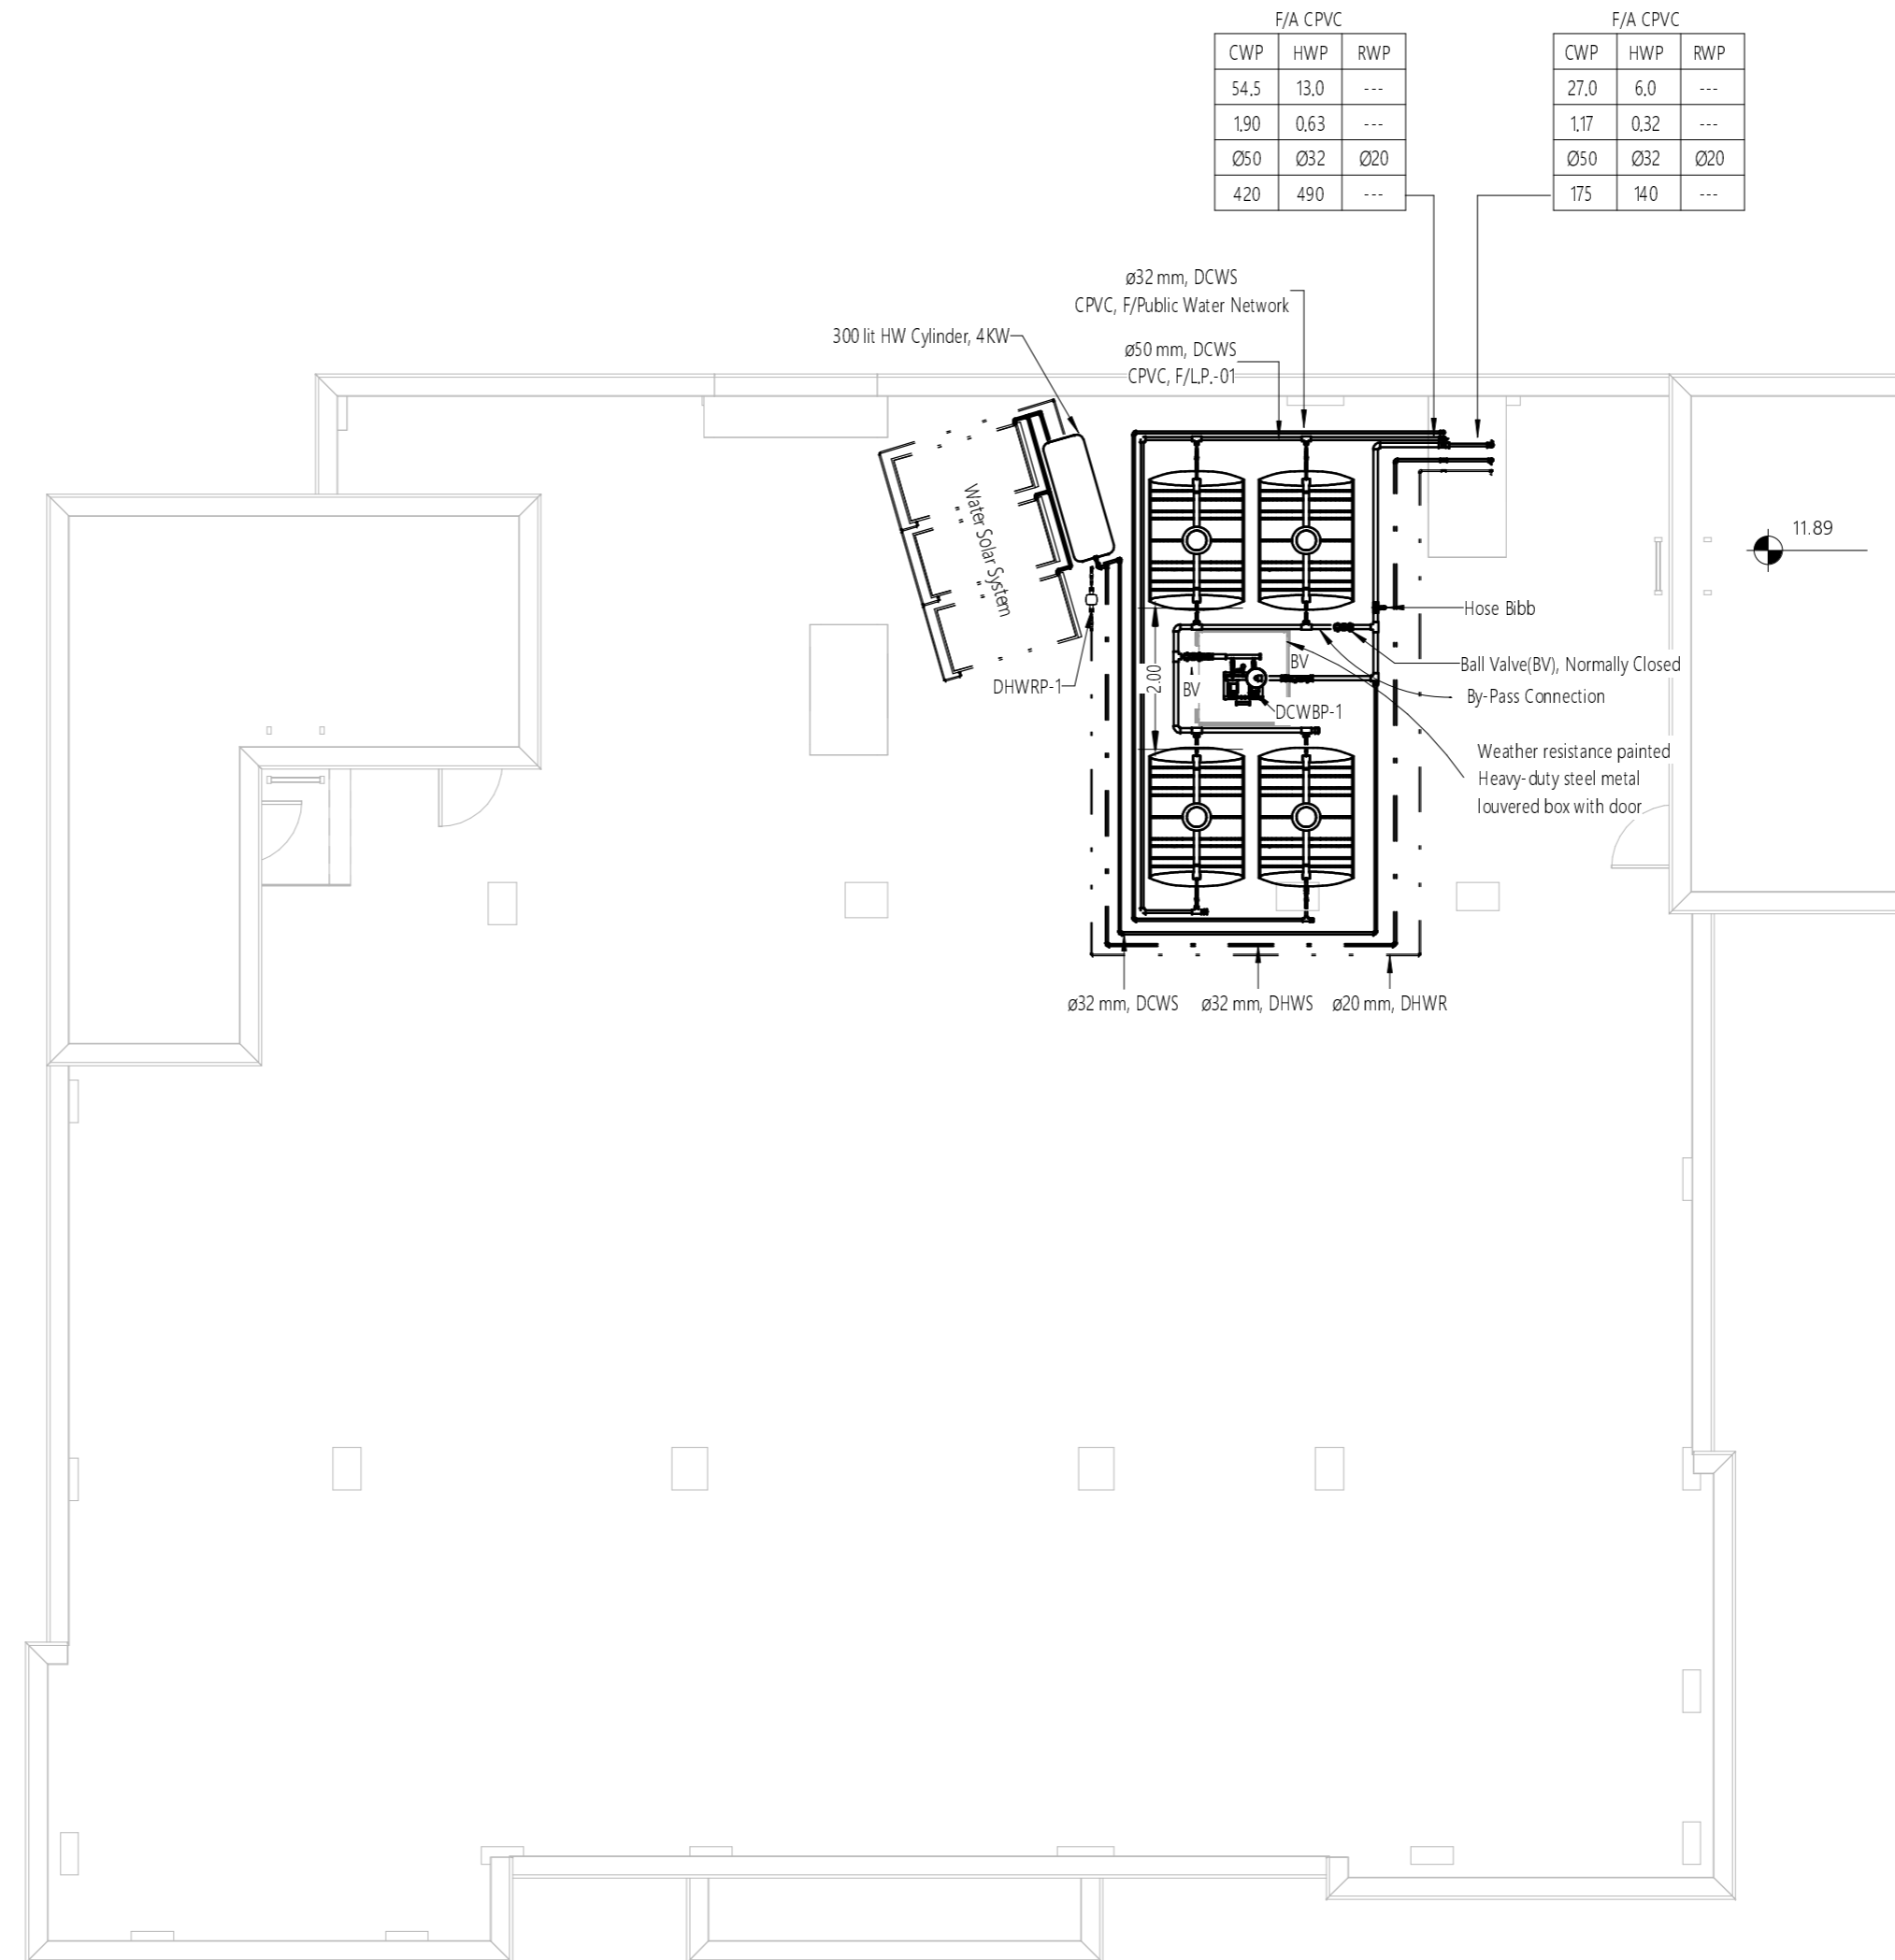 F/A CPVC
CWP HWP RWP
54.5 13.0 ---
1.90 0.63 ---
Ø50 Ø32 Ø20
420 490 ---
F/A CPVC
CWP HWP RWP
27.0 6.0 ---
1.17 0.32 ---
Ø50 Ø32 Ø20
175 140 ---
ø32 mm, DCWS
CPVC, F/Public Water Network
300 lit HW Cylinder, 4KW
ø50 mm, DCWS
CPVC, F/L.P.-01
Water Solar System
11.89
Hose Bibb
Ball Valve(BV), Normally Closed
By-Pass Connection
BV
BV
2.00
DHWRP-1
DCWBP-1
Weather resistance painted
Heavy-duty steel metal
louvered box with door
ø32 mm, DCWS
ø32 mm, DHWS
ø20 mm, DHWR